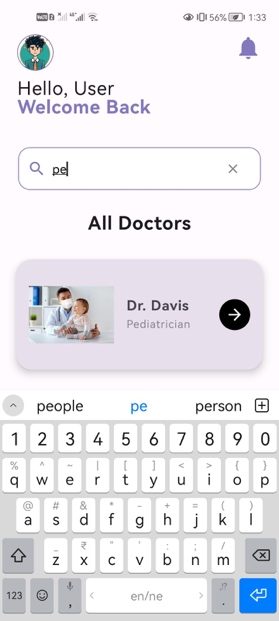 56% 1:33
Hello, User
Welcome Back
pe
All Doctors
Dr. Davis
Pediatrician
people pe person
1 2 3 4 5 6 7 8 9 0
% ^ ~ | [ ] < > { }
q w e r t y u i o p
@ # & * - + = ( )
a s d f g h j k l
_ ₹ × " ' : ; ! ?
z x c v b n m
123 , en/ne .